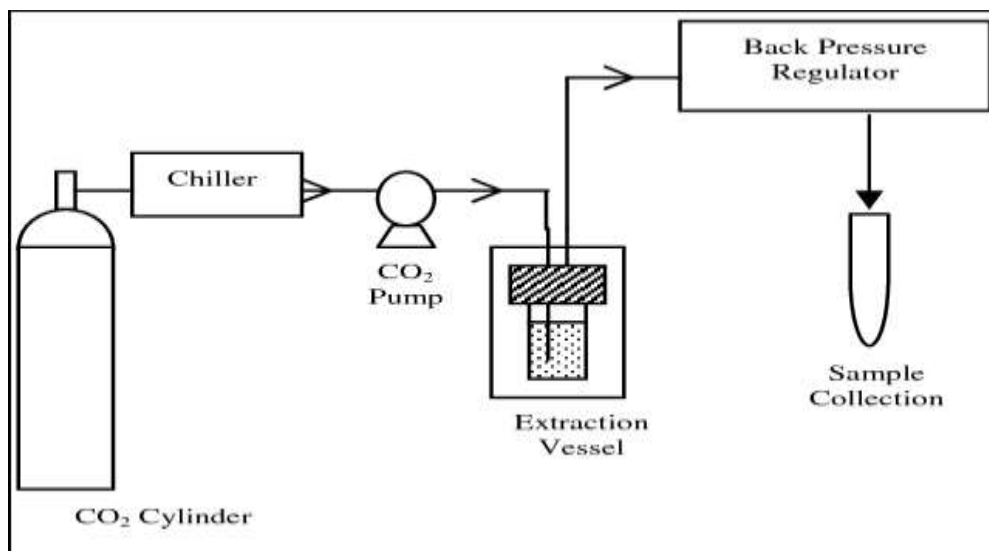 Back Pressure
Regulator
Chiller
CO₂
Pump
Extraction
Vessel
Sample
Collection
CO₂ Cylinder